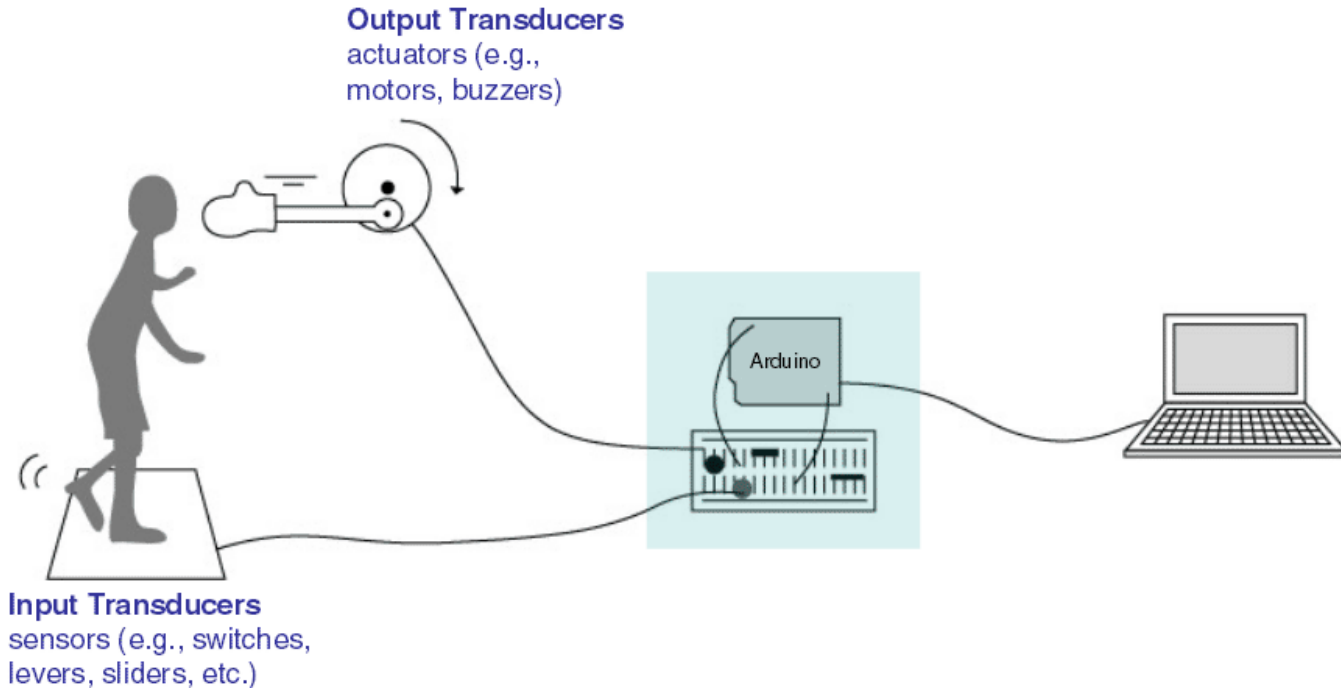 Output Transducers
actuators (e.g.,
motors, buzzers)
Arduino
Input Transducers
sensors (e.g., switches,
levers, sliders, etc.)